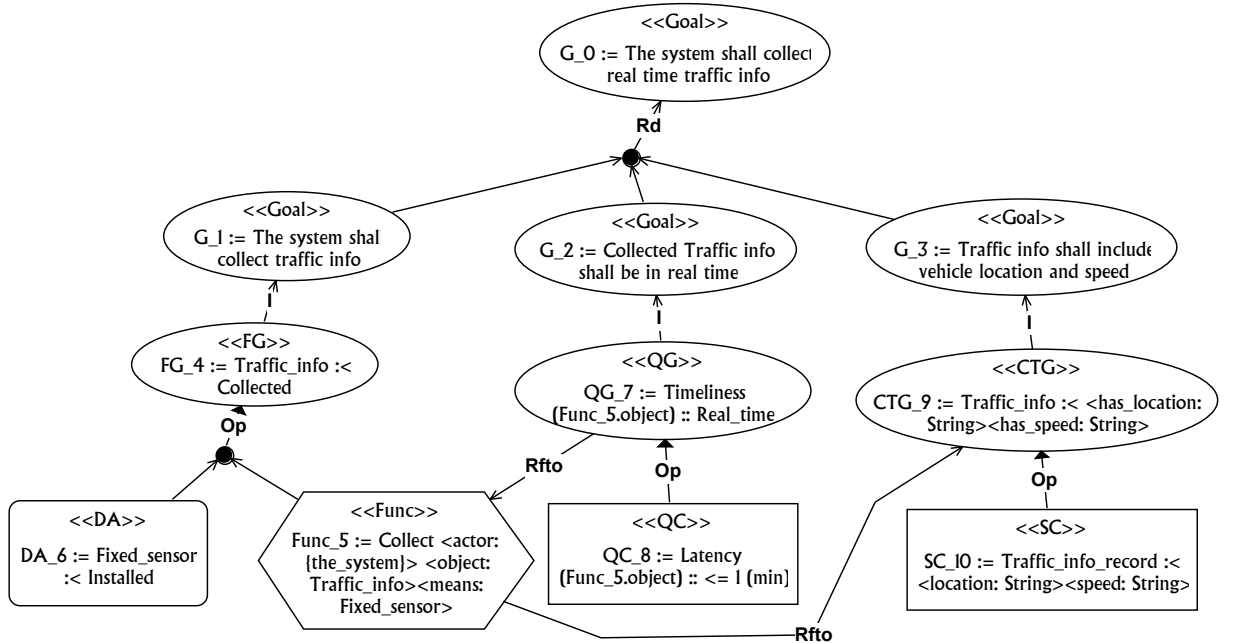 <<Goal>>
G_0 := The system shall collect
real time traffic info
Rd
<<Goal>>
G_1 := The system shall
collect traffic info
<<Goal>>
G_2 := Collected Traffic info
shall be in real time
<<Goal>>
G_3 := Traffic info shall include
vehicle location and speed
I
I
I
<<FG>>
FG_4 := Traffic_info :<
Collected
<<QG>>
QG_7 := Timeliness
(Func_5.object) :: Real_time
<<CTG>>
CTG_9 := Traffic_info :< <has_location:
String><has_speed: String>
Op
Rfto
Op
Op
<<DA>>
DA_6 := Fixed_sensor
:< Installed
<<Func>>
Func_5 := Collect <actor:
{the_system}> <object:
Traffic_info><means:
Fixed_sensor>
<<QC>>
QC_8 := Latency
(Func_5.object) :: <= 1 (min)
<<SC>>
SC_10 := Traffic_info_record :<
<location: String><speed: String>
Rfto